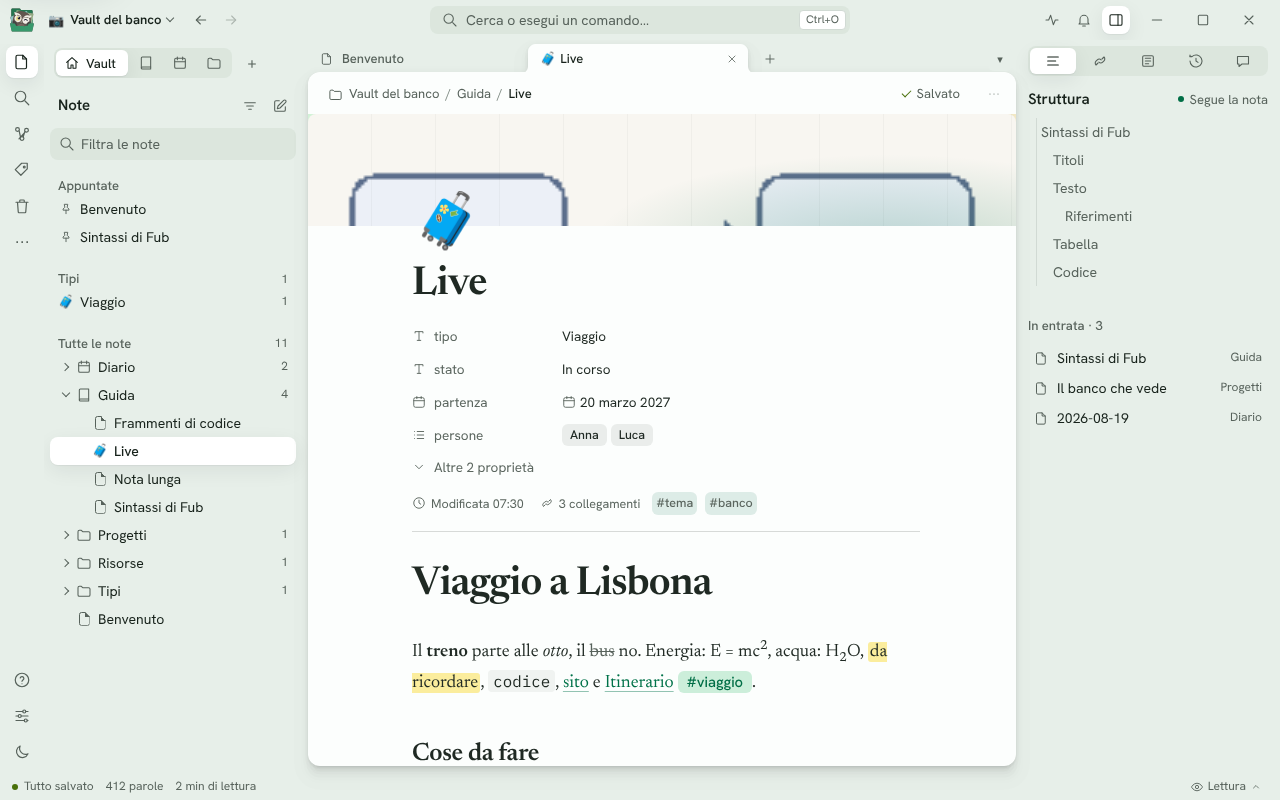 Vault del banco
Cerca o esegui un comando…
Ctrl+O
Vault
Benvenuto
Live
Note
Filtra le note
Appuntate
Benvenuto
Sintassi di Fub
Tipi 1
Viaggio 1
Tutte le note 11
Diario 2
Guida 4
Frammenti di codice
Live
Nota lunga
Sintassi di Fub
Progetti 1
Risorse 1
Tipi 1
Benvenuto
Vault del banco / Guida / Live
Salvato
Live
tipo Viaggio
stato In corso
partenza 20 marzo 2027
persone Anna Luca
Altre 2 proprietà
Modificata 07:30 3 collegamenti #tema #banco
Viaggio a Lisbona
Il treno parte alle otto, il bus no. Energia: E = mc², acqua: H₂O, da
ricordare, codice, sito e Itinerario #viaggio.
Cose da fare
Struttura
Segue la nota
Sintassi di Fub
Titoli
Testo
Riferimenti
Tabella
Codice
In entrata · 3
Sintassi di Fub Guida
Il banco che vede Progetti
2026-08-19 Diario
Tutto salvato 412 parole 2 min di lettura
Lettura